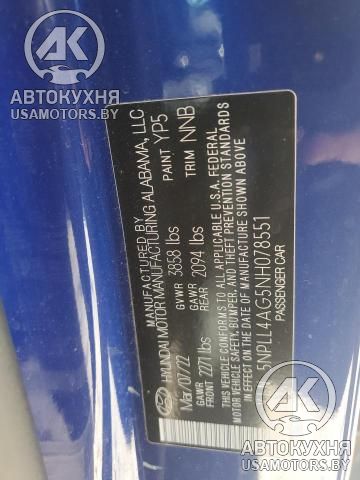 АВТОКУХНЯ
USAMOTORS.BY
MANUFACTURED BY
HYUNDAI MOTOR MANUFACTURING ALABAMA, LLC
Mar/07/22 GVWR 3858 lbs PAINT YP5
GAWR FRONT 2271 lbs GAWR REAR 2094 lbs TRIM NNB
THIS VEHICLE CONFORMS TO ALL APPLICABLE U.S.A. FEDERAL
MOTOR VEHICLE SAFETY, BUMPER, AND THEFT PREVENTION
STANDARDS IN EFFECT ON THE DATE OF MANUFACTURE SHOWN ABOVE
5NPLL4AG5NH078551
PASSENGER CAR
АВТОКУХНЯ
USAMOTORS.BY